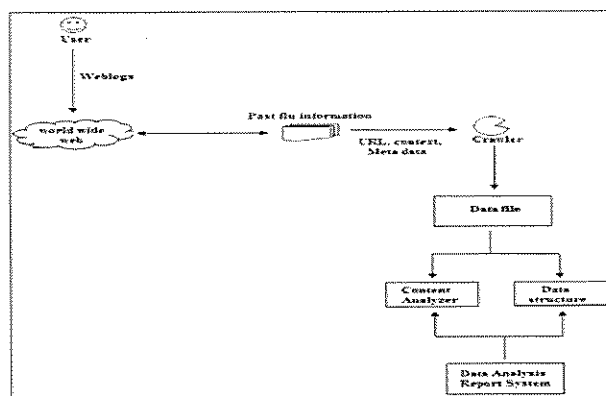 User
Weblogs
world wide
web
Past flu information
URL, context,
Meta data
Crawler
Data file
Content
Analyzer
Data
structure
Data Analysis
Report System